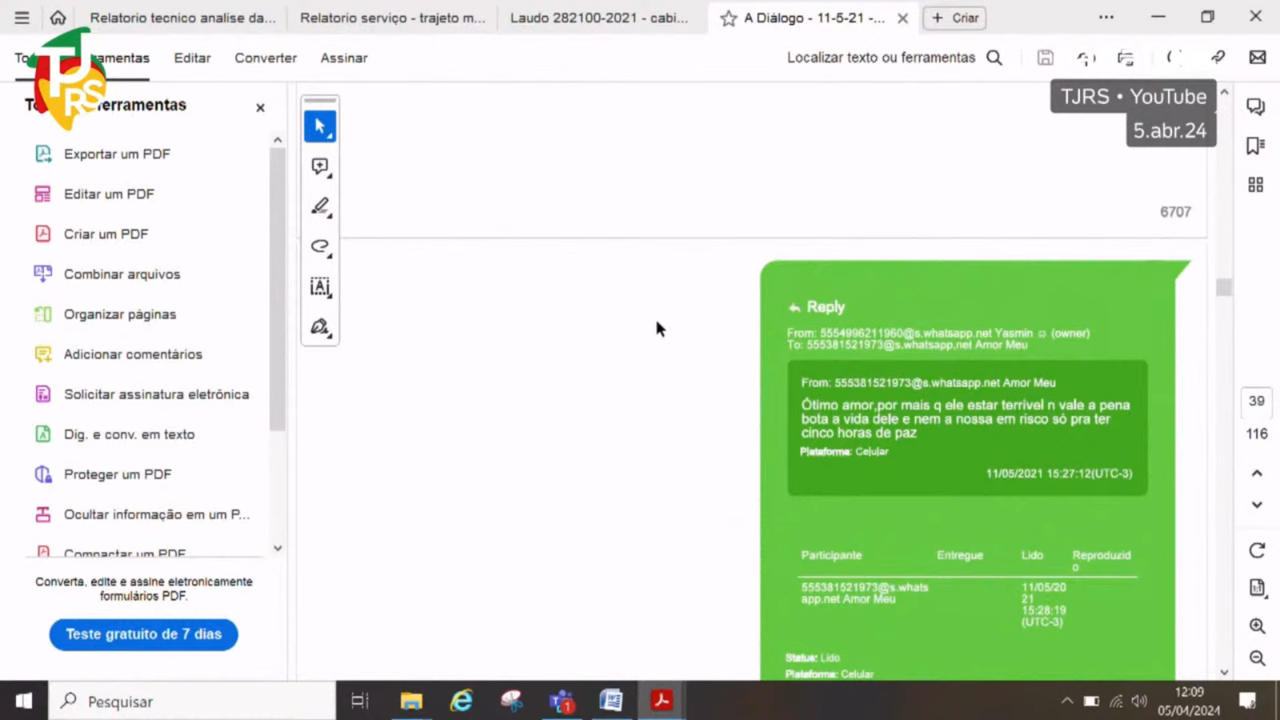 Relatorio tecnico analise da...
Relatorio serviço - trajeto m...
Laudo 282100-2021 - cabi...
A Diálogo - 11-5-21 -...
Criar
TJRS
Editar
Converter
Assinar
Localizar texto ou ferramentas
TJRS • YouTube
5.abr.24
Exportar um PDF
Editar um PDF
Criar um PDF
Combinar arquivos
Organizar páginas
Adicionar comentários
Solicitar assinatura eletrônica
Dig. e conv. em texto
Proteger um PDF
Ocultar informação em um P...
Compactar um PDF
Converta, edite e assine eletronicamente
formulários PDF.
Teste gratuito de 7 dias
6707
Reply
From: 5554996211960@s.whatsapp.net Yasmin ☺ (owner)
To: 555381521973@s.whatsapp.net Amor Meu
From: 555381521973@s.whatsapp.net Amor Meu
Ótimo amor,por mais q ele estar terrivel n vale a pena
bota a vida dele e nem a nossa em risco só pra ter
cinco horas de paz
Plataforma: Celular
11/05/2021 15:27:12(UTC-3)
Participante Entregue Lido Reproduzid
o
555381521973@s.whats
app.net Amor Meu
11/05/20
21
15:28:19
(UTC-3)
Status: Lido
Plataforma: Celular
39
116
Pesquisar
12:09
05/04/2024